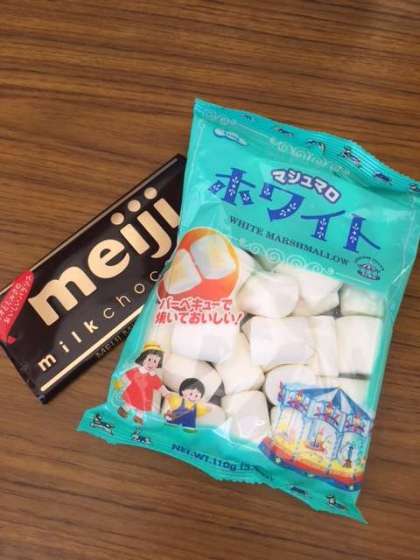 meiji
milk choc
MEIJI
マシュマロ
ホワイト
WHITE MARSHMALLOW
バーベキューで
焼いておいしい!
NET WT.110g